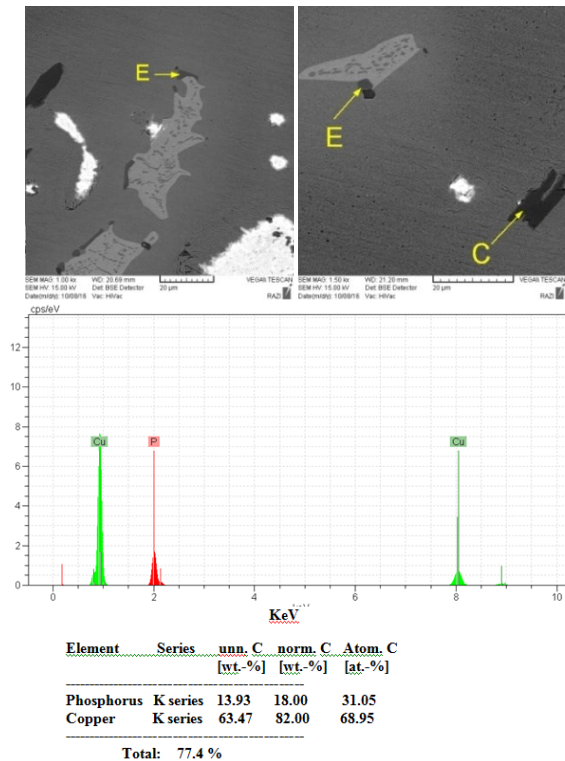 E
E
C
SEM MAG: 1.00 kx WD: 20.69 mm VEGA\\ TESCAN
SEM HV: 15.00 kV Det: BSE Detector 20 µm
Date(m/d/y): 10/08/16 Vac: HiVac RAZI
SEM MAG: 1.50 kx WD: 21.20 mm VEGA\\ TESCAN
SEM HV: 15.00 kV Det: BSE Detector 20 µm
Date(m/d/y): 10/08/16 Vac: HiVac RAZI
cps/eV
12
10
8
Cu P Cu
6
4
2
0
0 2 4 6 8 10
KeV
Element Series unn. C norm. C Atom. C
[wt.-%] [wt.-%] [at.-%]
Phosphorus K series 13.93 18.00 31.05
Copper K series 63.47 82.00 68.95
Total: 77.4 %